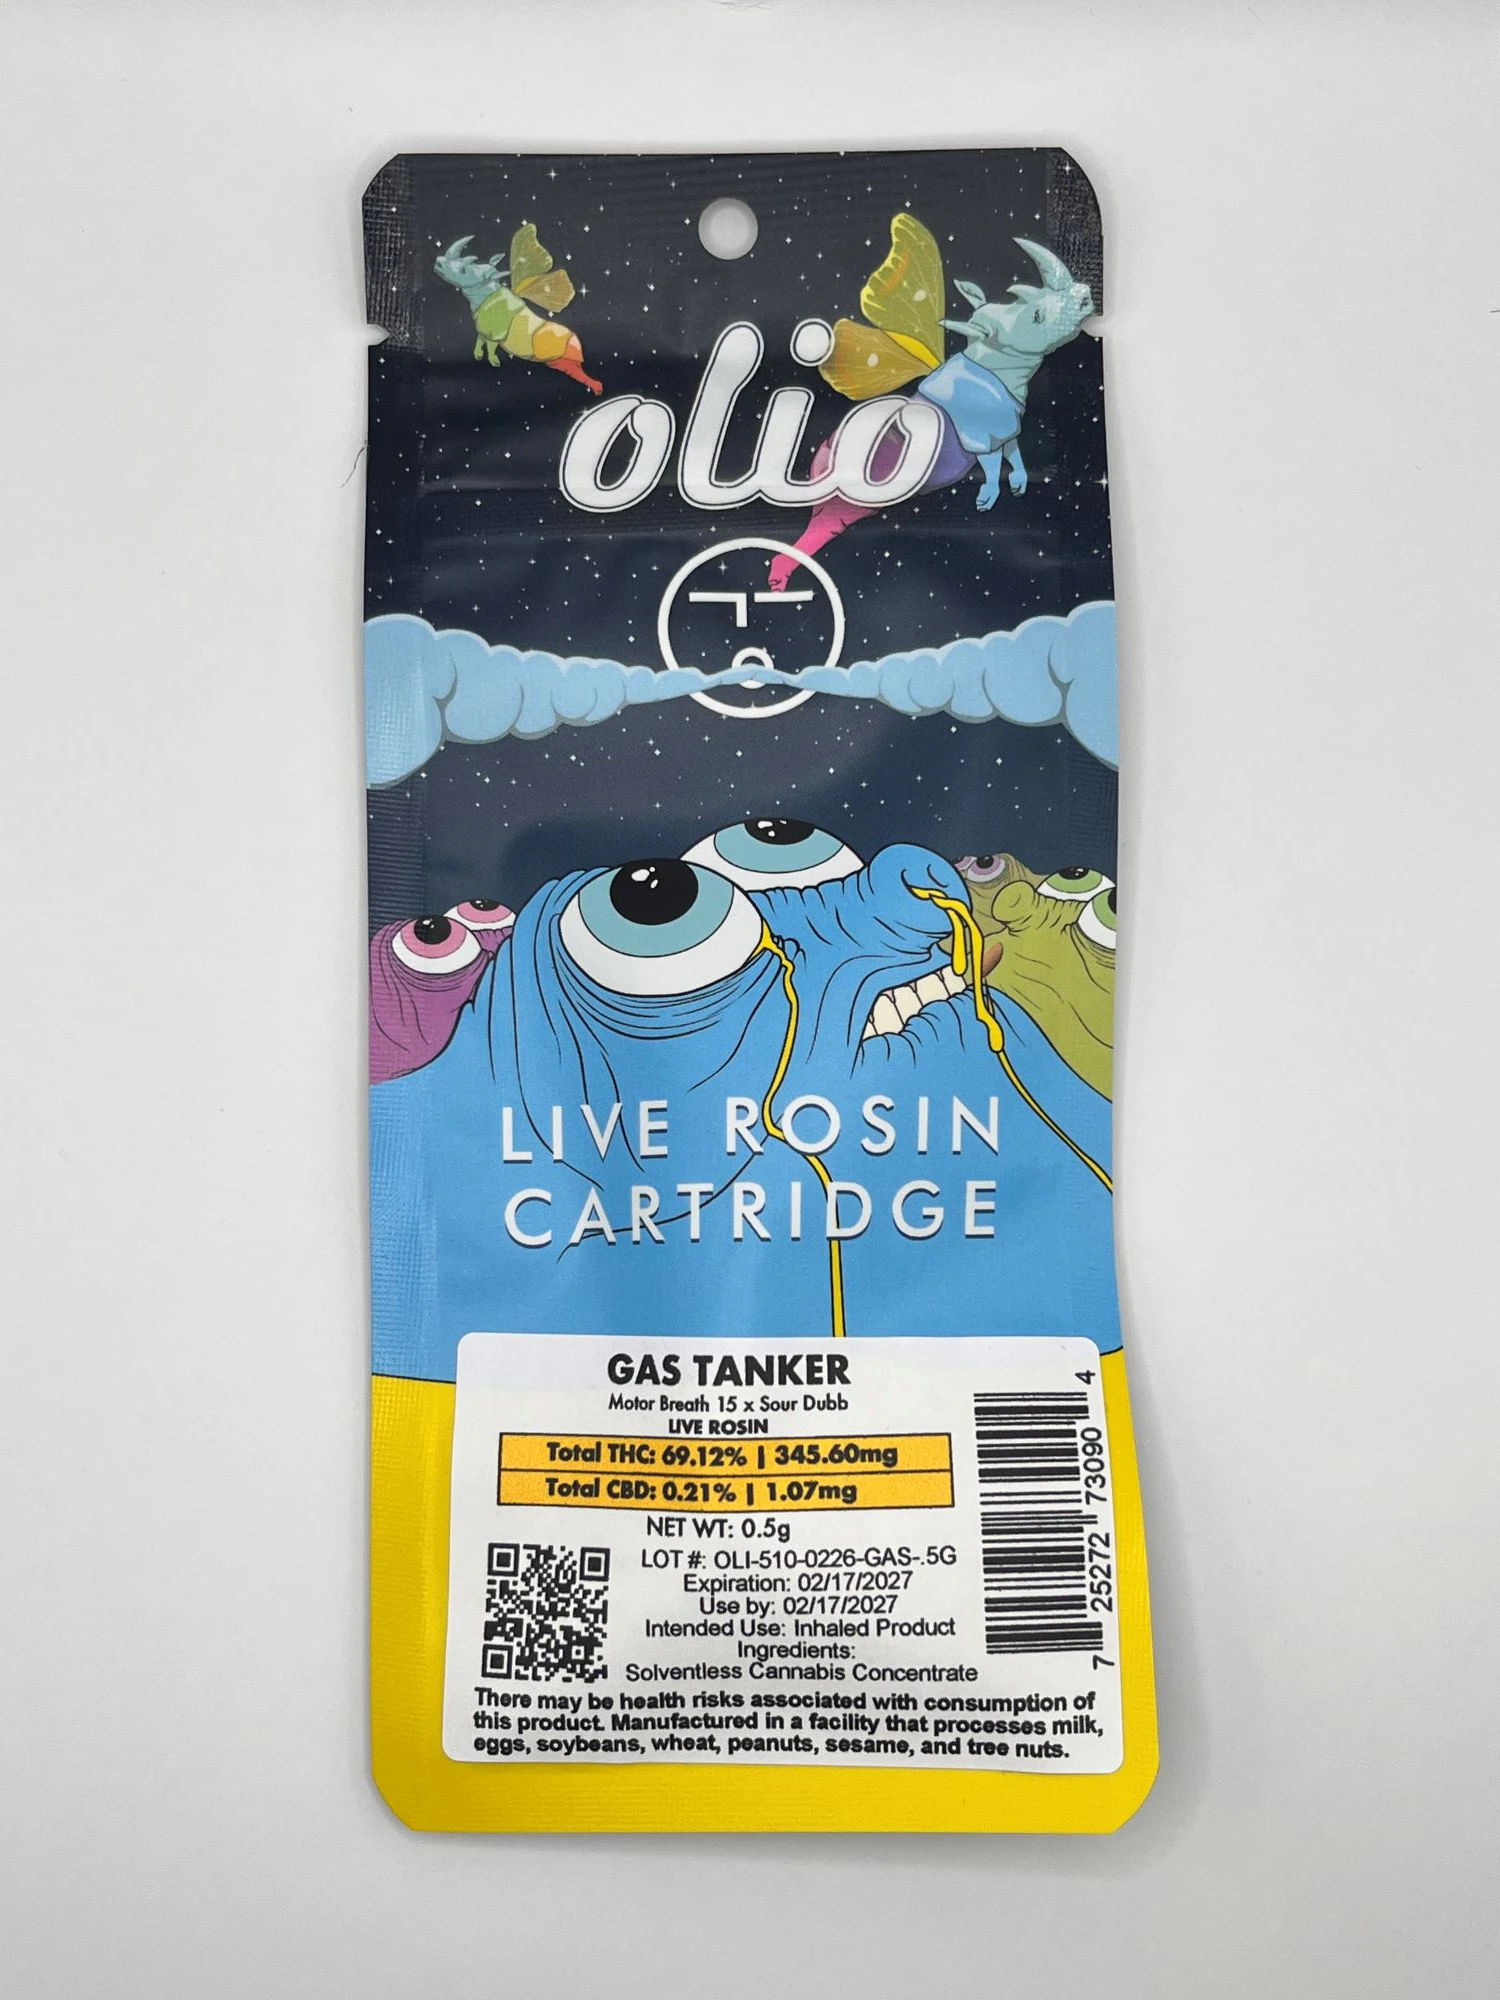 olio
LIVE ROSIN
CARTRIDGE
GAS TANKER
Motor Breath 15 x Sour Dubb
LIVE ROSIN
Total THC: 69.12% | 345.60mg
Total CBD: 0.21% | 1.07mg
NET WT: 0.5g
LOT #: OLI-510-0226-GAS-.5G
Expiration: 02/17/2027
Use by: 02/17/2027
Intended Use: Inhaled Product
Ingredients:
Solventless Cannabis Concentrate
There may be health risks associated with consumption of
this product. Manufactured in a facility that processes milk,
eggs, soybeans, wheat, peanuts, sesame, and tree nuts.
7 25272 73090 4